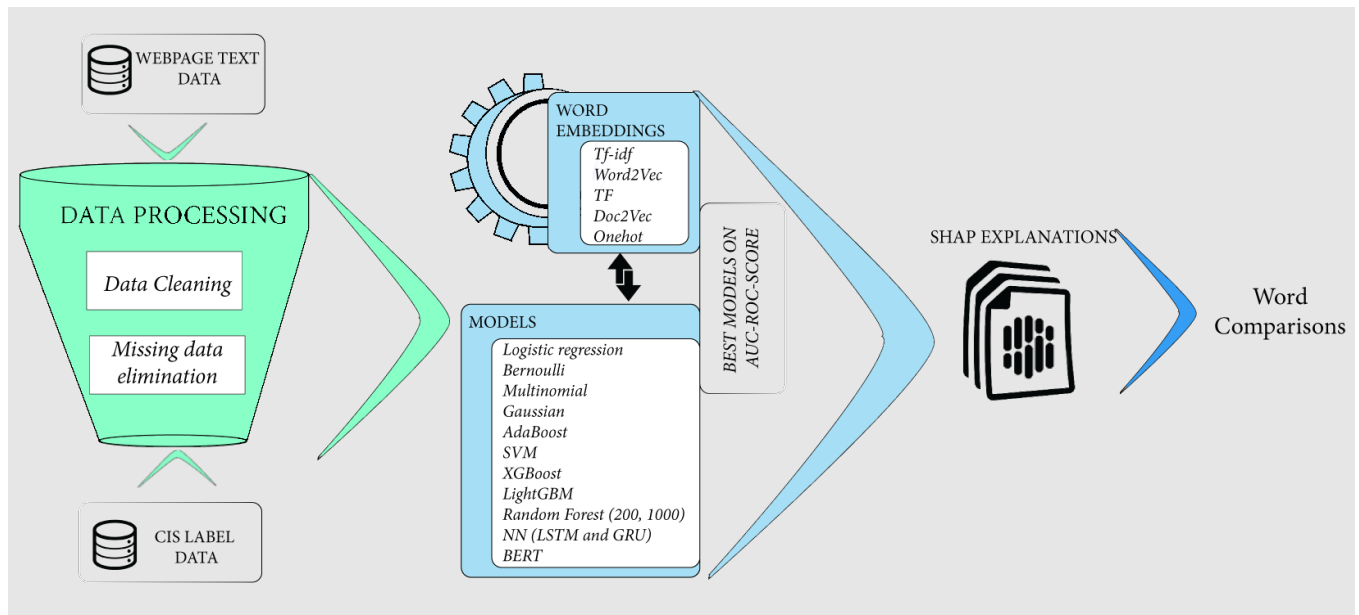 WEBPAGE TEXT
DATA
DATA PROCESSING
Data Cleaning
Missing data
elimination
CIS LABEL
DATA
WORD
EMBEDDINGS
Tf-idf
Word2Vec
TF
Doc2Vec
Onehot
MODELS
Logistic regression
Bernoulli
Multinomial
Gaussian
AdaBoost
SVM
XGBoost
LightGBM
Random Forest (200, 1000)
NN (LSTM and GRU)
BERT
BEST MODELS ON
AUC-ROC-SCORE
SHAP EXPLANATIONS
Word
Comparisons